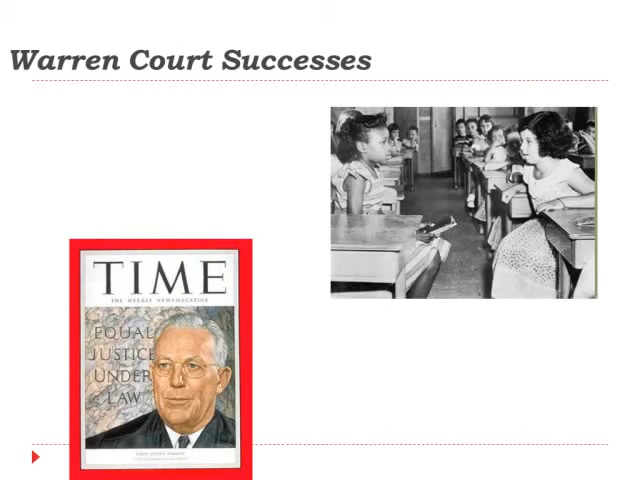 Warren Court Successes
TIME
THE WEEKLY NEWSMAGAZINE
EQUAL
JUSTICE
UNDER
LAW